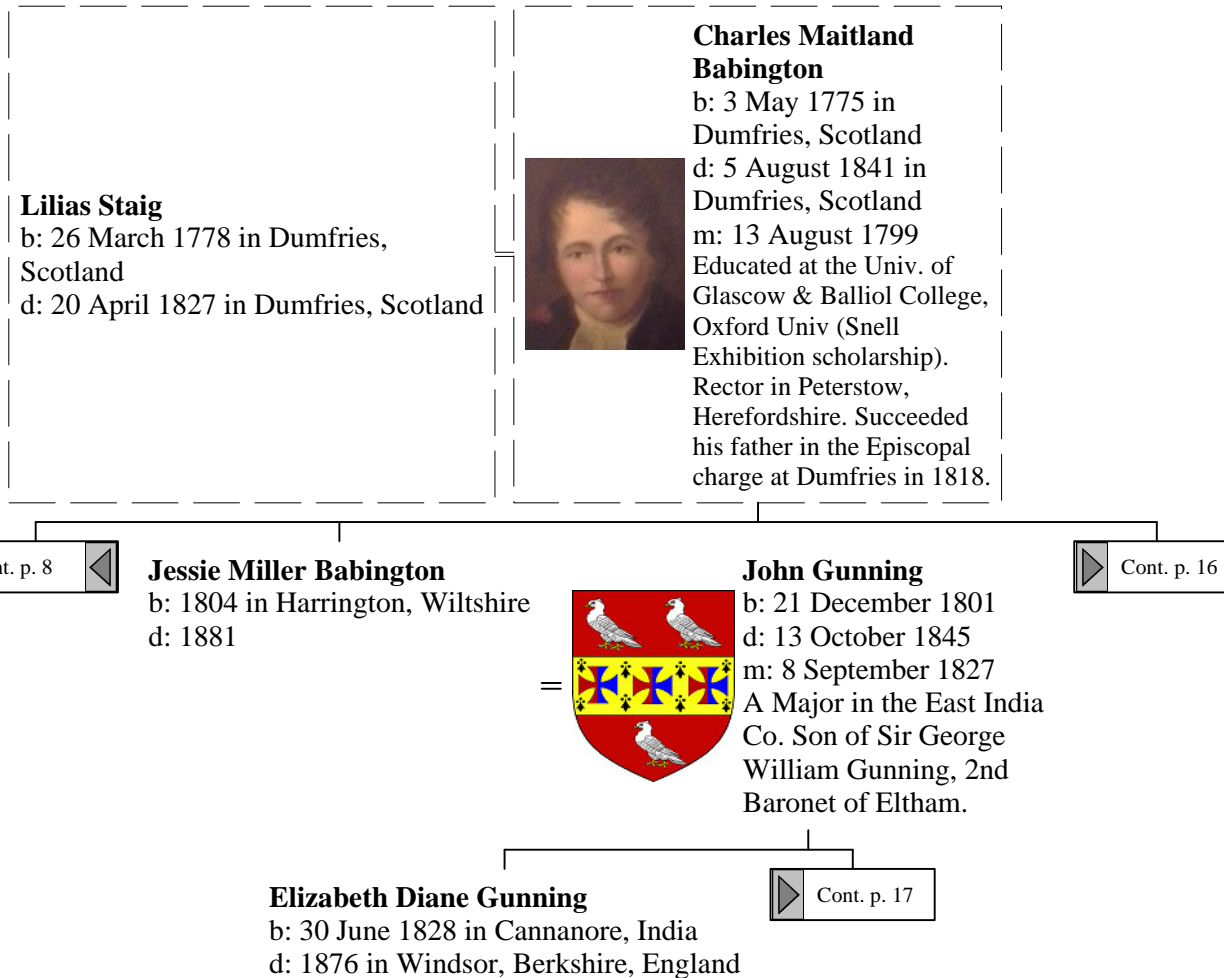 Lilias Staig
b: 26 March 1778 in Dumfries,
Scotland
d: 20 April 1827 in Dumfries, Scotland
Charles Maitland
Babington
b: 3 May 1775 in
Dumfries, Scotland
d: 5 August 1841 in
Dumfries, Scotland
m: 13 August 1799
Educated at the Univ. of
Glascow & Balliol College,
Oxford Univ (Snell
Exhibition scholarship).
Rector in Peterstow,
Herefordshire. Succeeded
his father in the Episcopal
charge at Dumfries in 1818.
nt. p. 8
Jessie Miller Babington
b: 1804 in Harrington, Wiltshire
d: 1881
=
John Gunning
b: 21 December 1801
d: 13 October 1845
m: 8 September 1827
A Major in the East India
Co. Son of Sir George
William Gunning, 2nd
Baronet of Eltham.
Cont. p. 16
Elizabeth Diane Gunning
b: 30 June 1828 in Cannanore, India
d: 1876 in Windsor, Berkshire, England
Cont. p. 17